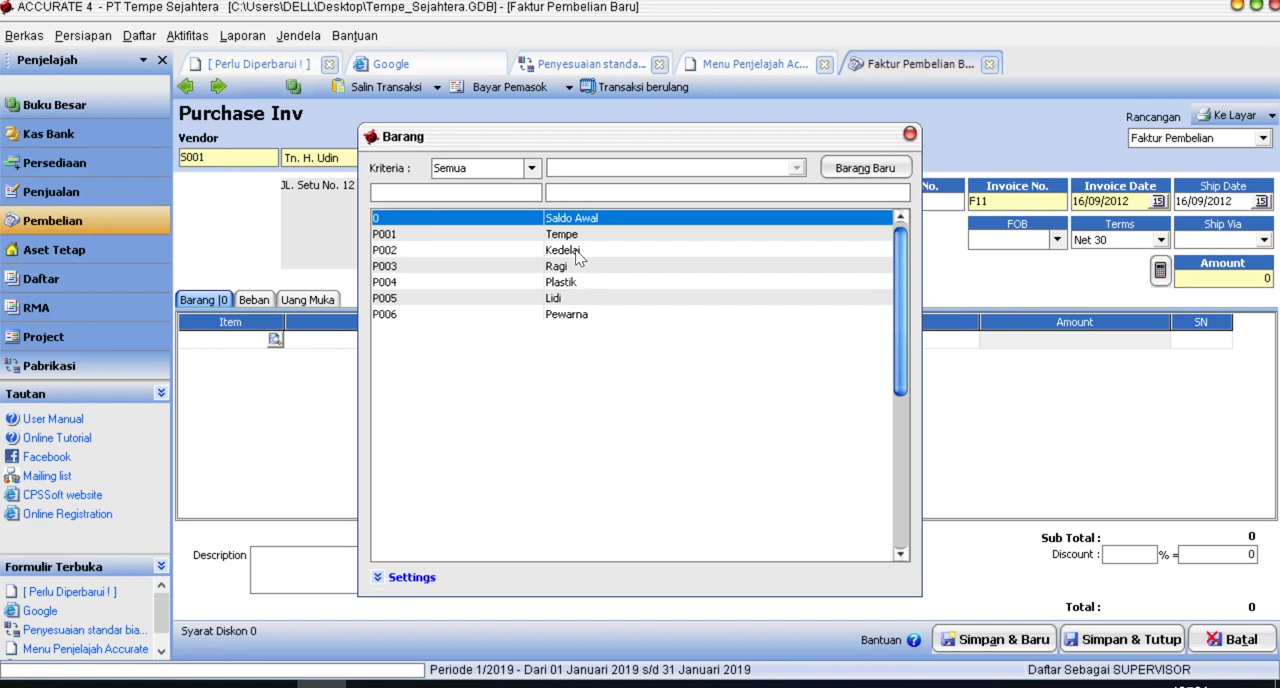 ACCURATE 4 - PT Tempe Sejahtera [C:\Users\DELL\Desktop\Tempe_Sejahtera.GDB] - [Faktur Pembelian Baru]
Berkas Persiapan Daftar Aktifitas Laporan Jendela Bantuan
Penjelajah
[ Perlu Diperbarui ! ]
Google
Penyesuaian standa...
Menu Penjelajah Ac...
Faktur Pembelian B...
Salin Transaksi
Bayar Pemasok
Transaksi berulang
Buku Besar
Kas Bank
Persediaan
Penjualan
Pembelian
Aset Tetap
Daftar
RMA
Project
Pabrikasi
Tautan
User Manual
Online Tutorial
Facebook
Mailing list
CPSSoft website
Online Registration
Formulir Terbuka
[ Perlu Diperbarui ! ]
Google
Penyesuaian standar bia...
Menu Penjelajah Accurate
Purchase Inv
Rancangan
Ke Layar
Faktur Pembelian
Vendor
S001 Tn. H. Udin
JL. Setu No. 12
No.
Invoice No. Invoice Date Ship Date
F11 16/09/2012 15 16/09/2012 15
FOB Terms Ship Via
Net 30
Amount
0
Barang |0 Beban Uang Muka
Item Amount SN
Barang
Kriteria : Semua Barang Baru
0 Saldo Awal
P001 Tempe
P002 Kedelai
P003 Ragi
P004 Plastik
P005 Lidi
P006 Pewarna
Settings
Description
Sub Total : 0
Discount : % = 0
Total : 0
Syarat Diskon 0
Bantuan
Simpan & Baru
Simpan & Tutup
Batal
Periode 1/2019 - Dari 01 Januari 2019 s/d 31 Januari 2019
Daftar Sebagai SUPERVISOR